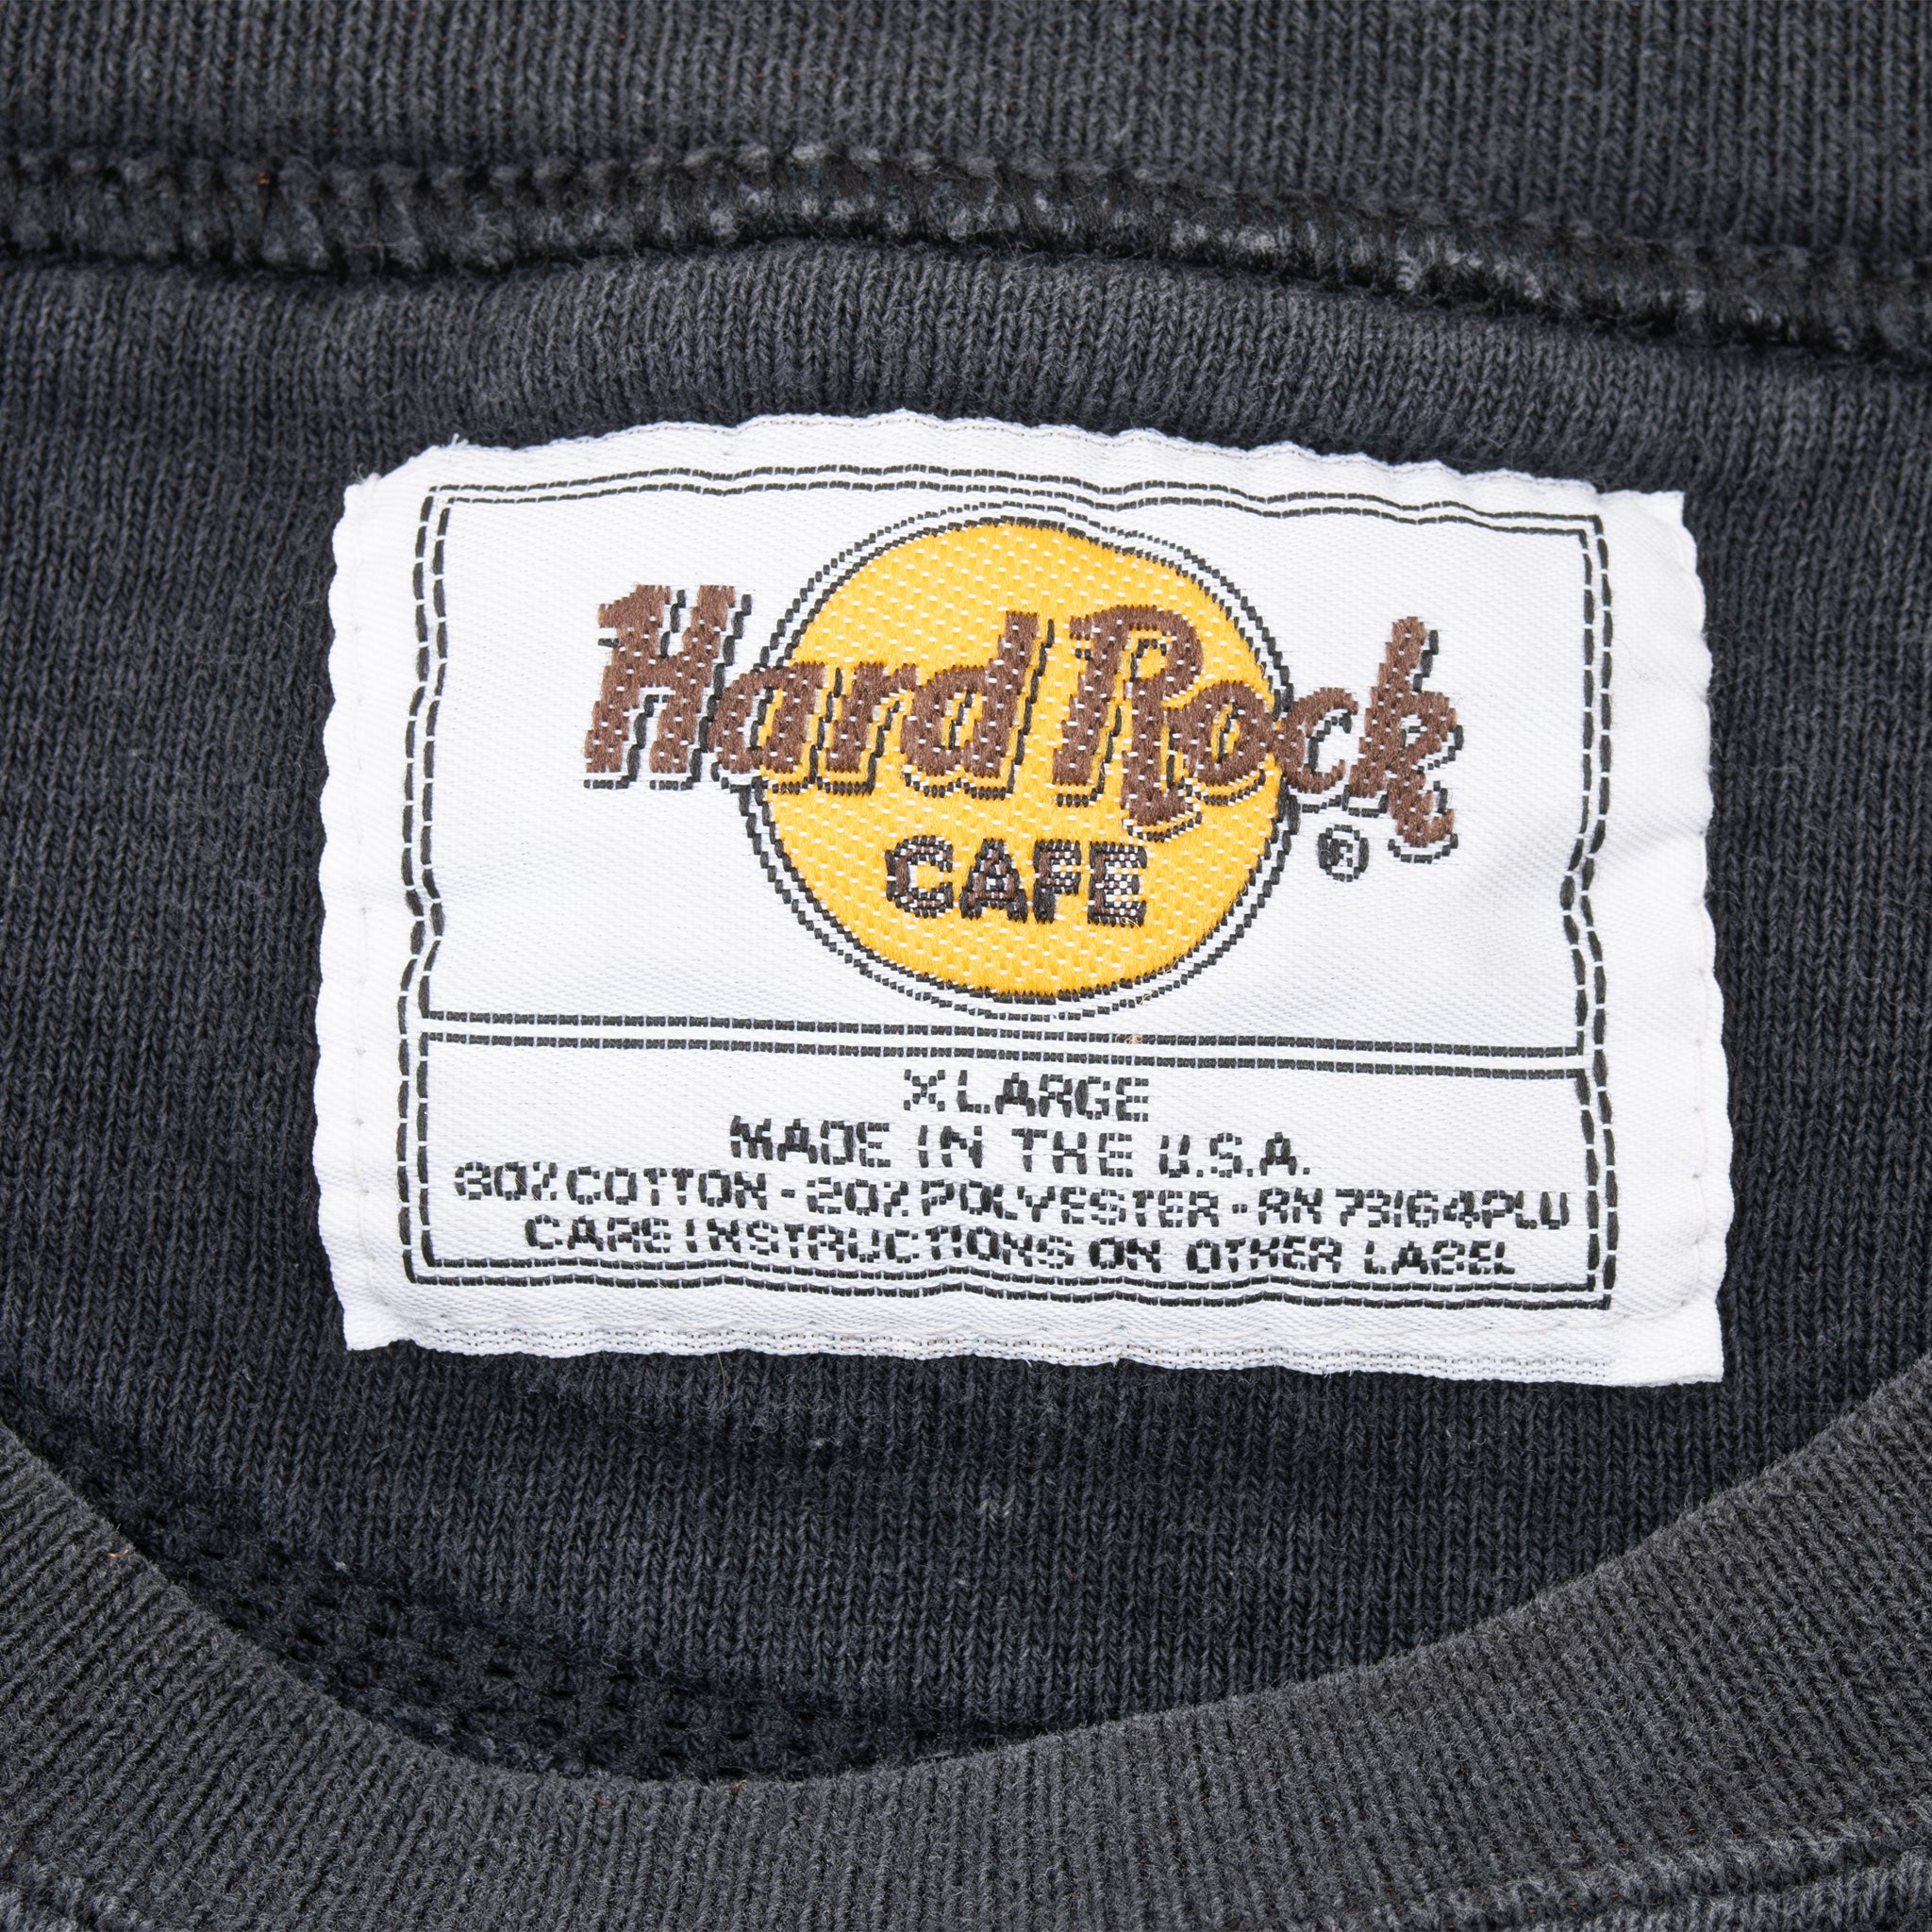 Hard Rock
CAFE
®
X LARGE
MADE IN THE U.S.A.
80% COTTON - 20% POLYESTER - RN 73164PLU
CARE INSTRUCTIONS ON OTHER LABEL